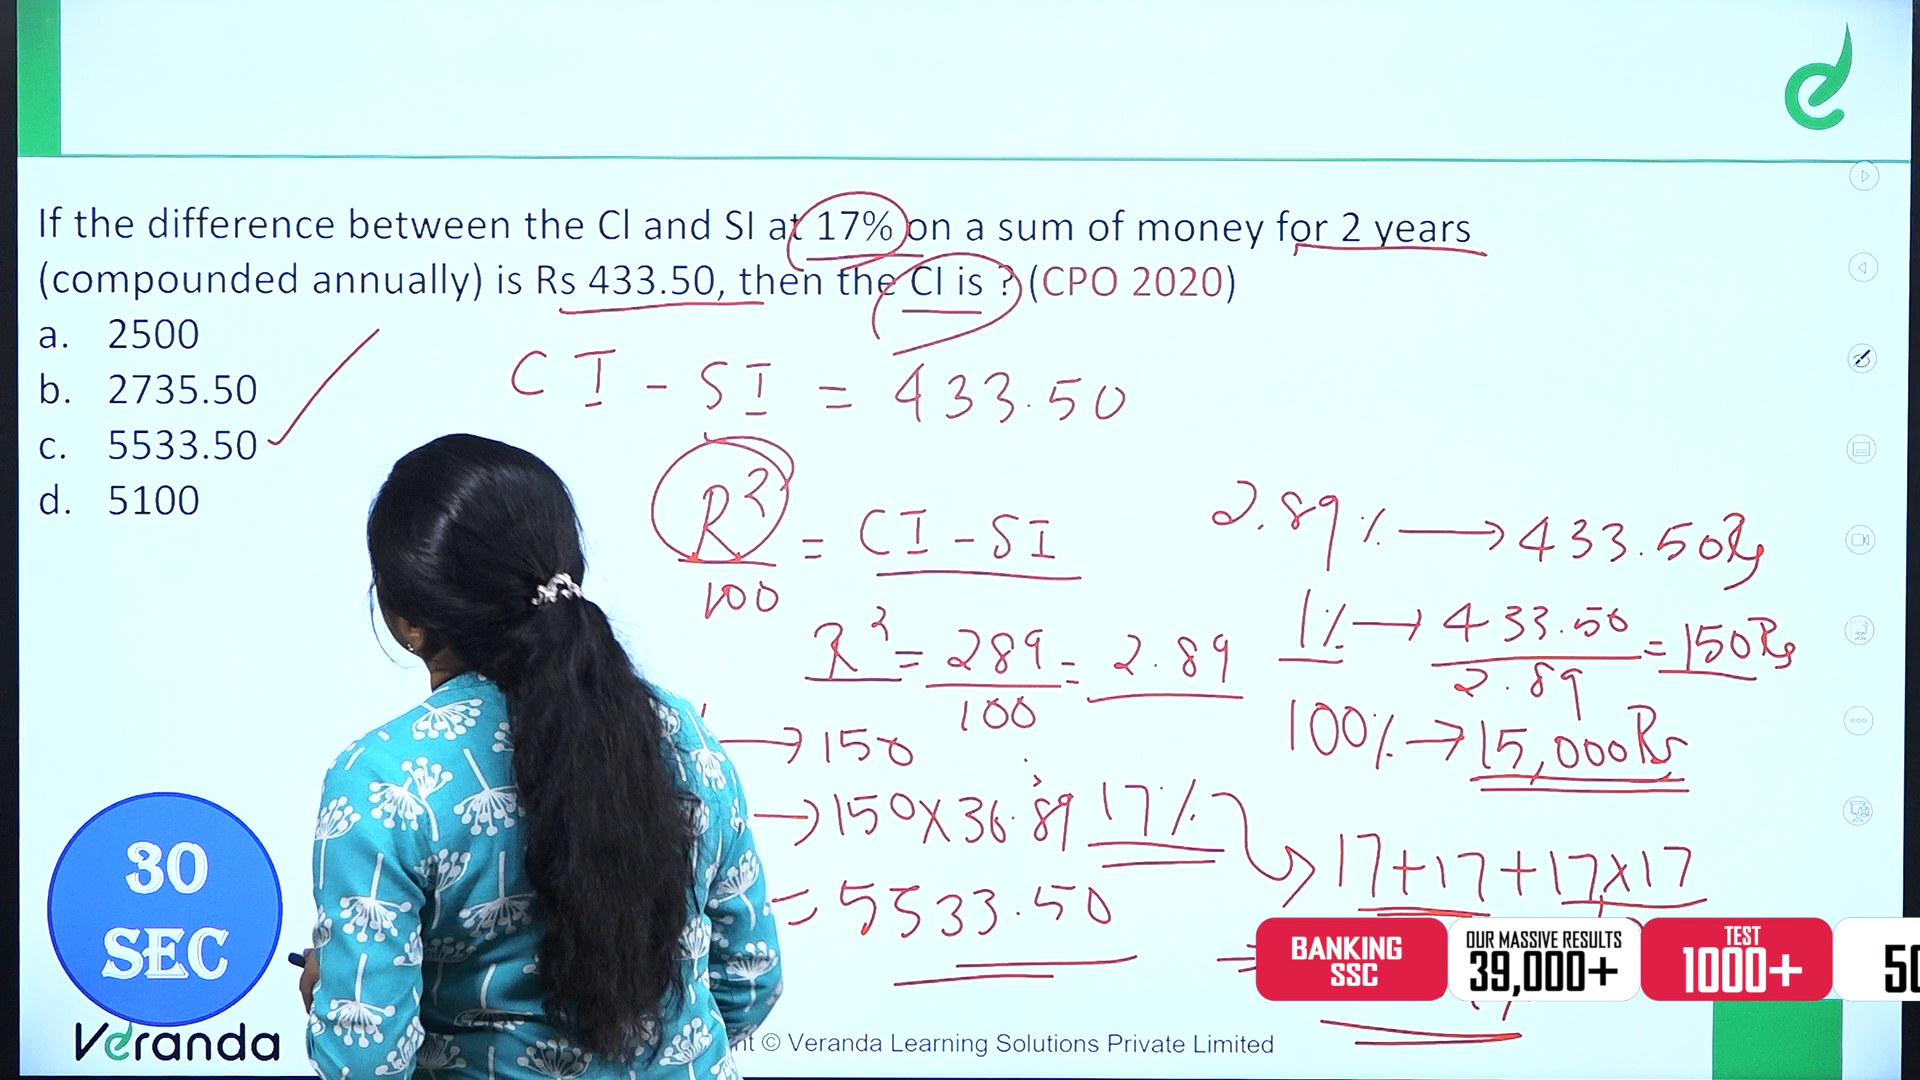 If the difference between the CI and SI at 17% on a sum of money for 2 years
(compounded annually) is Rs 433.50, then the CI is ? (CPO 2020)
a. 2500
b. 2735.50
c. 5533.50
d. 5100
CI - SI = 433.50
R² / 100 = CI - SI
R² = 289 / 100 = 2.89
→ 150
→ 150 X 36.89
= 5533.50
2.89% → 433.50Rs
1% → 433.50 / 2.89 = 150Rs
100% → 15,000Rs
17% → 17+17+17X17
=
30
SEC
Veranda
© Veranda Learning Solutions Private Limited
BANKING
SSC
OUR MASSIVE RESULTS
39,000+
TEST
1000+